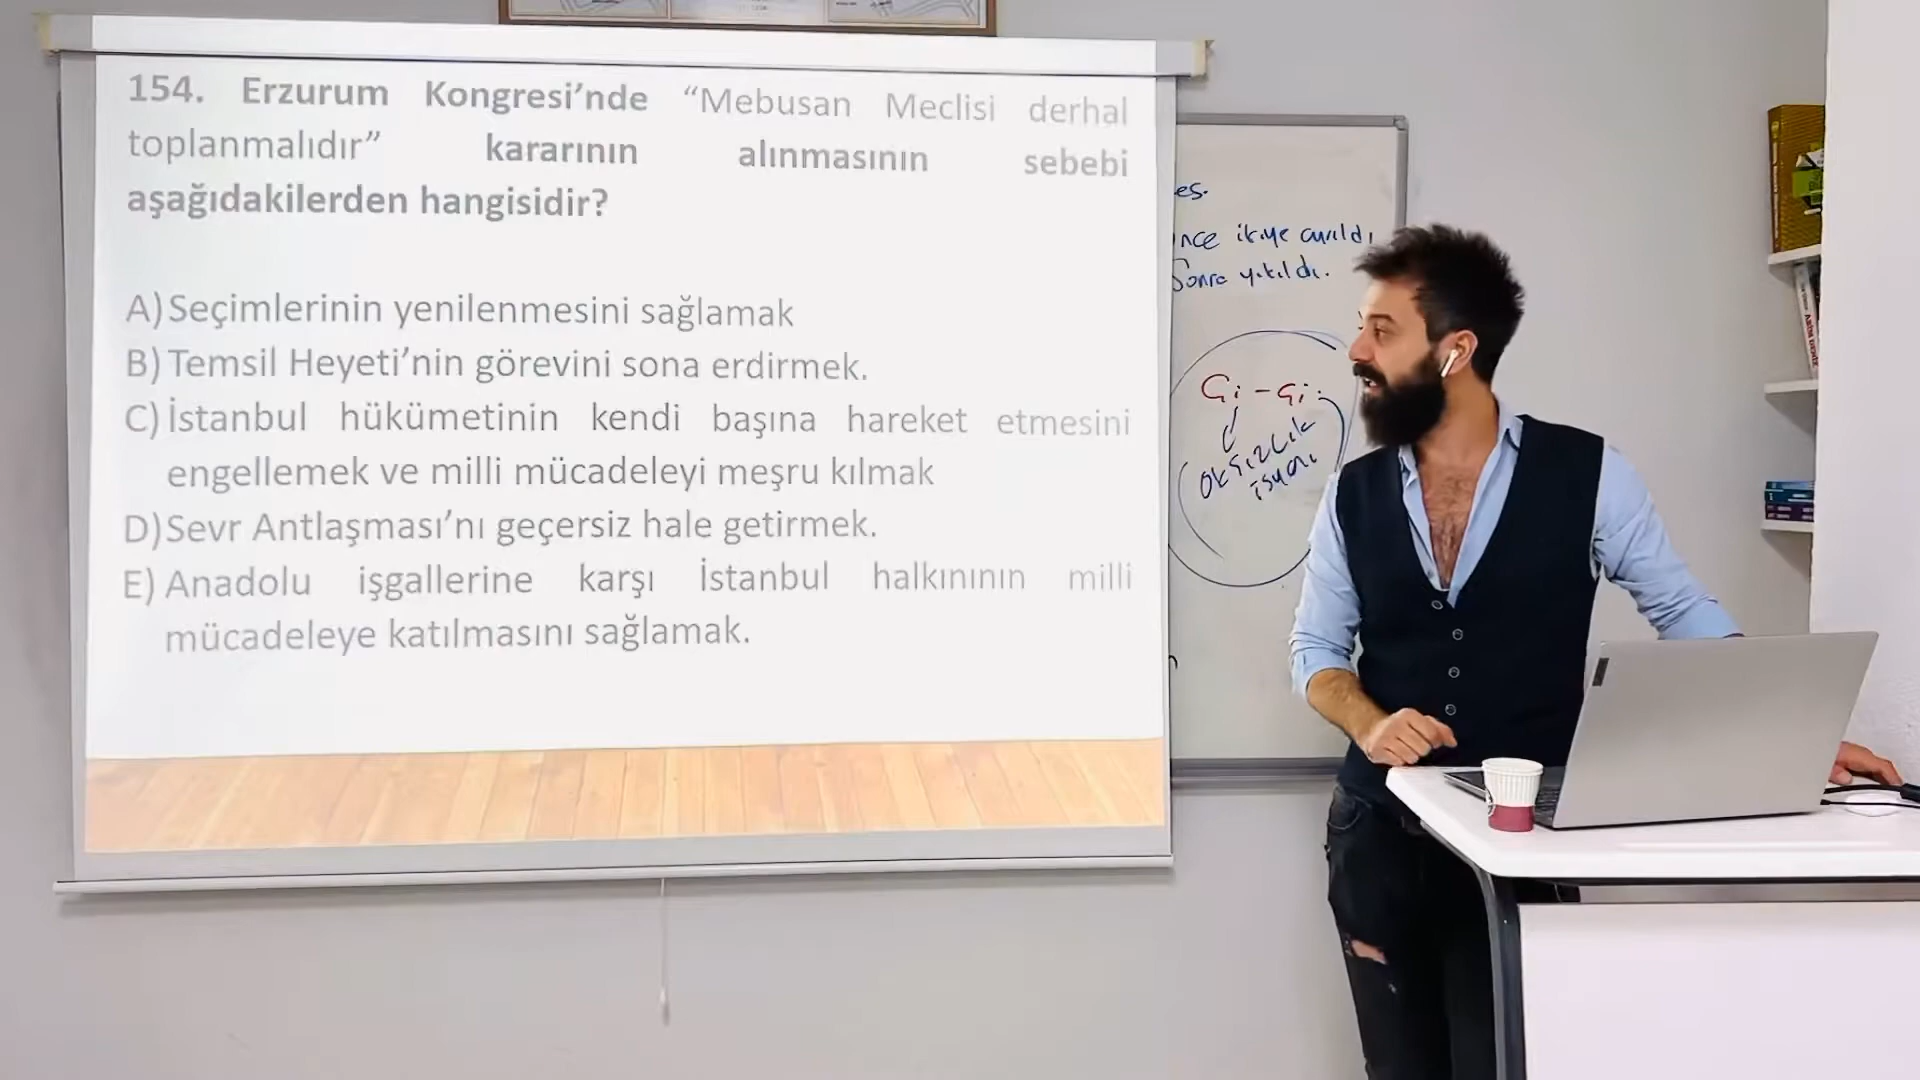 154. Erzurum Kongresi’nde “Mebusan Meclisi derhal
toplanmalıdır” kararının alınmasının sebebi
aşağıdakilerden hangisidir?
A) Seçimlerinin yenilenmesini sağlamak
B) Temsil Heyeti’nin görevini sona erdirmek.
C) İstanbul hükümetinin kendi başına hareket etmesini
engellemek ve milli mücadeleyi meşru kılmak
D) Sevr Antlaşması’nı geçersiz hale getirmek.
E) Anadolu işgallerine karşı İstanbul halkının milli
mücadeleye katılmasını sağlamak.
es.
nce ikiye ayrıldı
Sonra yıkıldı.
Çi - Çi
isyanı